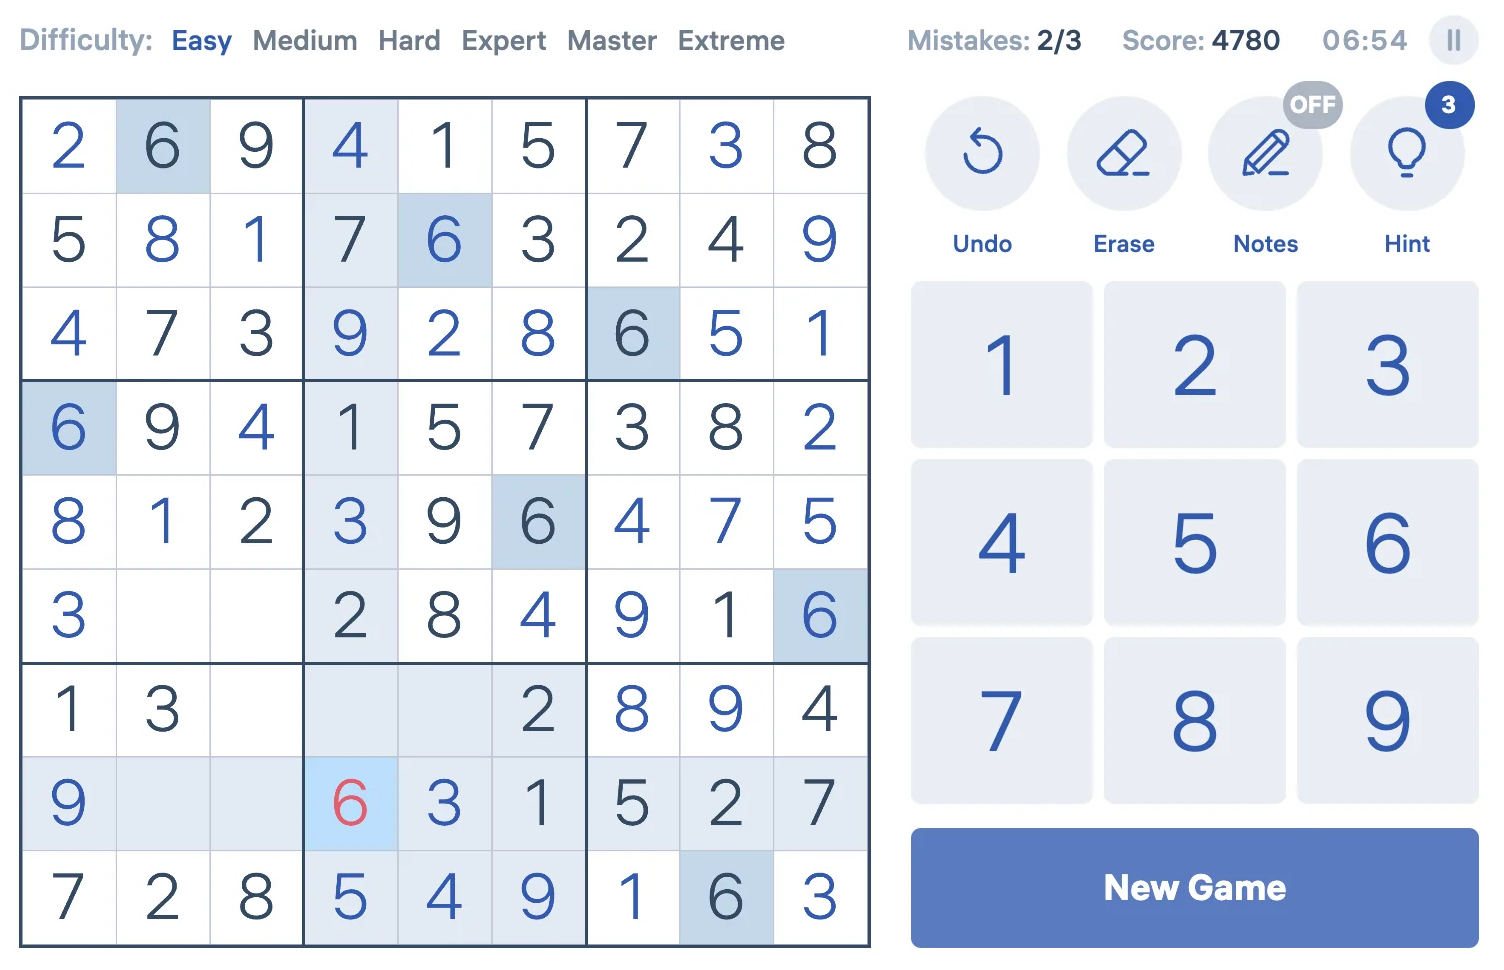 Difficulty: Easy Medium Hard Expert Master Extreme Mistakes: 2/3 Score: 4780 06:54
OFF 3
Undo Erase Notes Hint
2 6 9 4 1 5 7 3 8
5 8 1 7 6 3 2 4 9
4 7 3 9 2 8 6 5 1
6 9 4 1 5 7 3 8 2
8 1 2 3 9 6 4 7 5
3 2 8 4 9 1 6
1 3 2 8 9 4
9 6 3 1 5 2 7
7 2 8 5 4 9 1 6 3
1 2 3
4 5 6
7 8 9
New Game